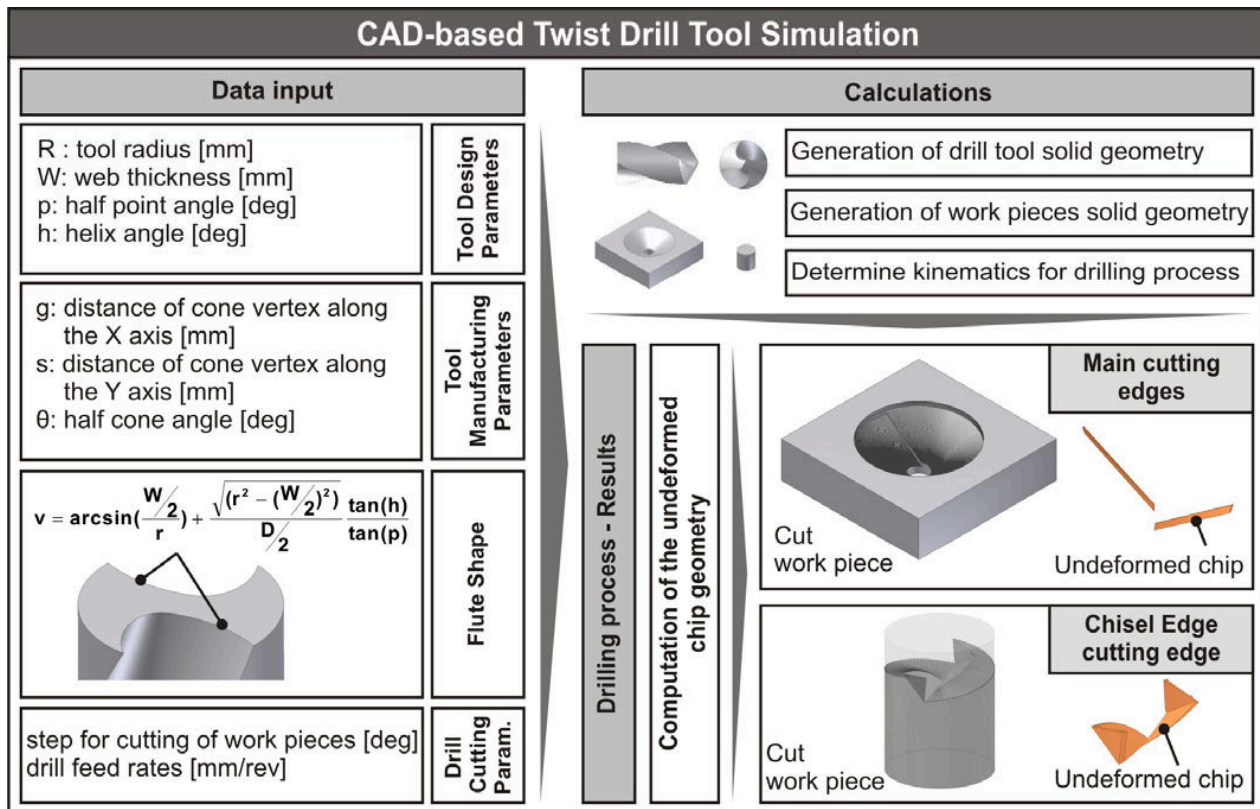 CAD-based Twist Drill Tool Simulation
Data input
R : tool radius [mm]
W: web thickness [mm]
p: half point angle [deg]
h: helix angle [deg]
Tool Design
Parameters
g: distance of cone vertex along
the X axis [mm]
s: distance of cone vertex along
the Y axis [mm]
θ: half cone angle [deg]
Tool
Manufacturing
Parameters
v = arcsin(W/2 / r) + √(r² − (W/2)²) / D/2 tan(h) / tan(p)
Flute Shape
step for cutting of work pieces [deg]
drill feed rates [mm/rev]
Drill
Cutting
Param.
Calculations
Generation of drill tool solid geometry
Generation of work pieces solid geometry
Determine kinematics for drilling process
Drilling process - Results
Computation of the undeformed
chip geometry
Main cutting
edges
Cut
work piece
Undeformed chip
Chisel Edge
cutting edge
Cut
work piece
Undeformed chip